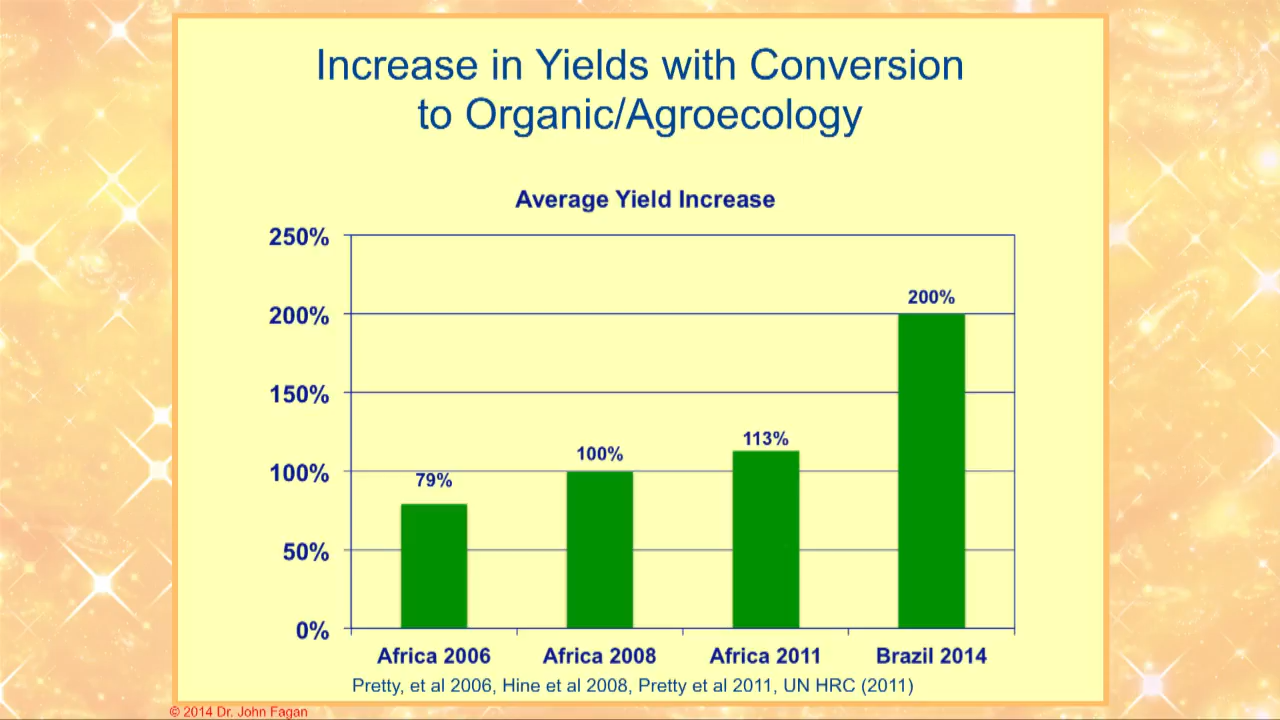 Increase in Yields with Conversion
to Organic/Agroecology
Average Yield Increase
250%
200%
150%
100%
50%
0%
79%
100%
113%
200%
Africa 2006
Africa 2008
Africa 2011
Brazil 2014
Pretty, et al 2006, Hine et al 2008, Pretty et al 2011, UN HRC (2011)
© 2014 Dr. John Fagan